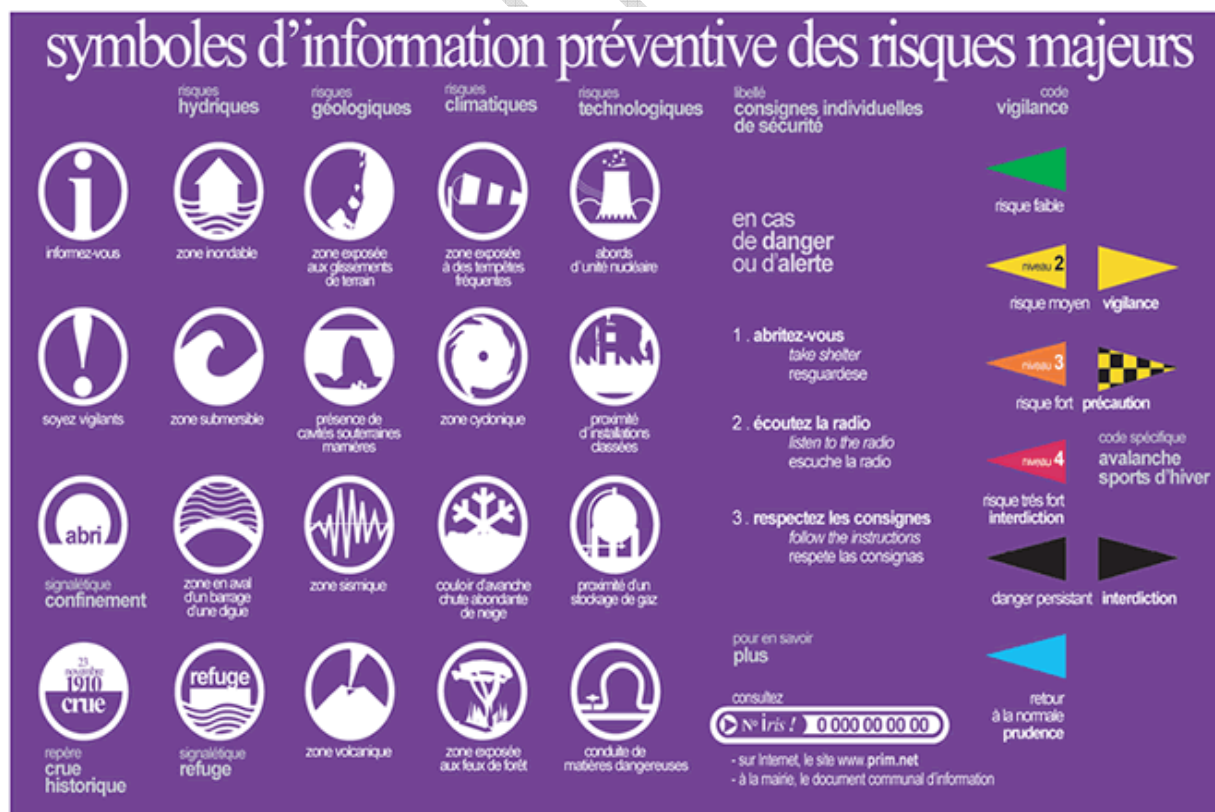 symboles d'information préventive des risques majeurs
risques
hydriques
risques
géologiques
risques
climatiques
risques
technologiques
libellé
consignes individuelles
de sécurité
code
vigilance
informez-vous
zone inondable
zone exposée
aux glissements
de terrain
zone exposée
à des tempêtes
fréquentes
abords
d'unité nucléaire
soyez vigilants
zone submersible
présence de
cavités souterraines
marnières
zone cyclonique
proximité
d'installations
classées
abri
signalétique
confinement
zone en aval
d'un barrage
d'une digue
zone sismique
couloir d'avanche
chute abondante
de neige
proximité d'un
stockage de gaz
23
novembre
1910
crue
repère
crue
historique
refuge
signalétique
refuge
zone volcanique
zone exposée
aux feux de forêt
conduite de
matières dangereuses
en cas
de danger
ou d'alerte
1 . abritez-vous
take shelter
resguardese
2 . écoutez la radio
listen to the radio
escuche la radio
3 . respectez les consignes
follow the instructions
respete las consignas
pour en savoir
plus
consultez
N° Iris ! 0 000 00 00 00
- sur Internet, le site www.prim.net
- à la mairie, le document communal d'information
risque faible
niveau 2
risque moyen vigilance
niveau 3
risque fort précaution
niveau 4
risque trés fort
interdiction
code spécifique
avalanche
sports d'hiver
danger persistant interdiction
retour
à la normale
prudence